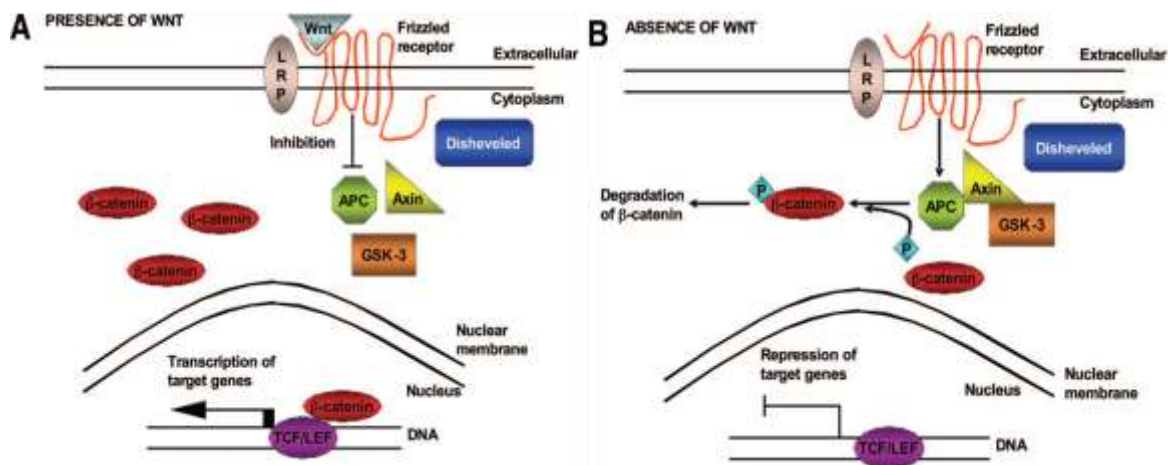 A PRESENCE OF WNT
Wnt
Frizzled
receptor
L
R
P
Extracellular
Cytoplasm
Inhibition
Disheveled
APC
Axin
GSK-3
β-catenin
β-catenin
β-catenin
Nuclear
membrane
Transcription of
target genes
Nucleus
β-catenin
TCF/LEF
DNA
B ABSENCE OF WNT
Frizzled
receptor
L
R
P
Extracellular
Cytoplasm
Disheveled
Degradation
of β-catenin
P
β-catenin
APC
Axin
GSK-3
P
β-catenin
Repression of
target genes
Nucleus
Nuclear
membrane
TCF/LEF
DNA